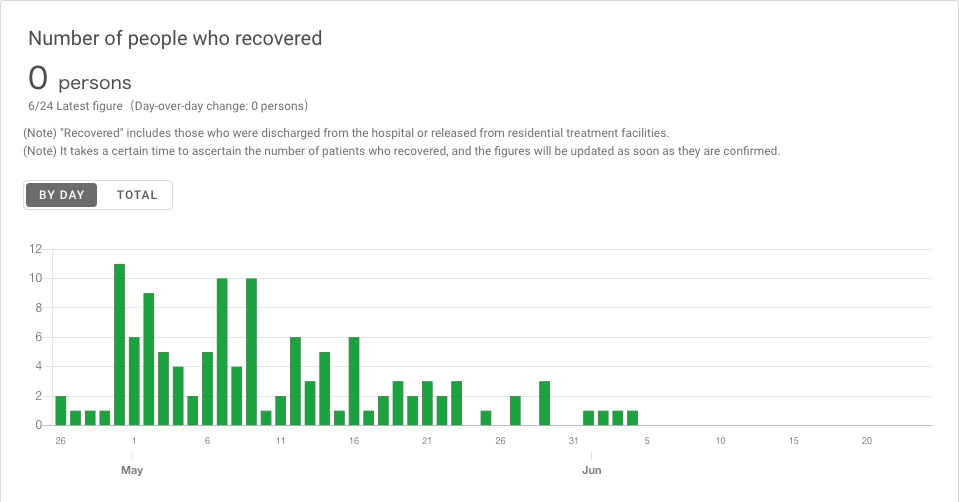 Number of people who recovered
0 persons
6/24 Latest figure (Day-over-day change: 0 persons)
(Note) "Recovered" includes those who were discharged from the hospital or released from residential treatment facilities.
(Note) It takes a certain time to ascertain the number of patients who recovered, and the figures will be updated as soon as they are confirmed.
BY DAY TOTAL
12
10
8
6
4
2
0
26 1 6 11 16 21 26 31 5 10 15 20
May Jun